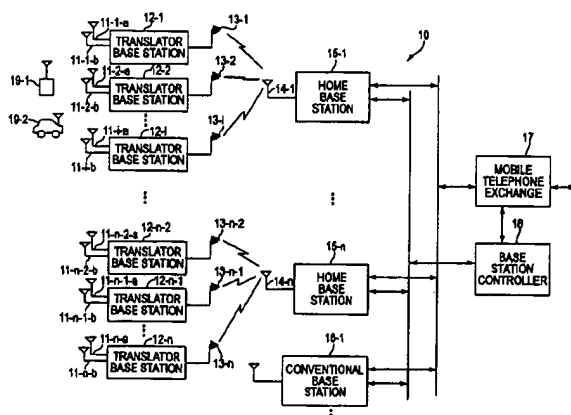 10
11-1-a
12-1
TRANSLATOR
BASE STATION
11-1-b
13-1
19-1
11-2-a
12-2
TRANSLATOR
BASE STATION
11-2-b
13-2
19-2
11-i-a
12-i
TRANSLATOR
BASE STATION
11-i-b
13-i
14-1
15-1
HOME
BASE
STATION
17
MOBILE
TELEPHONE
EXCHANGE
18
BASE
STATION
CONTROLLER
11-n-2-a
12-n-2
TRANSLATOR
BASE STATION
11-n-2-b
13-n-2
11-n-1-a
12-n-1
TRANSLATOR
BASE STATION
11-n-1-b
13-n-1
11-n-a
12-n
TRANSLATOR
BASE STATION
11-n-b
13-n
14-n
15-n
HOME
BASE
STATION
16-1
CONVENTIONAL
BASE
STATION